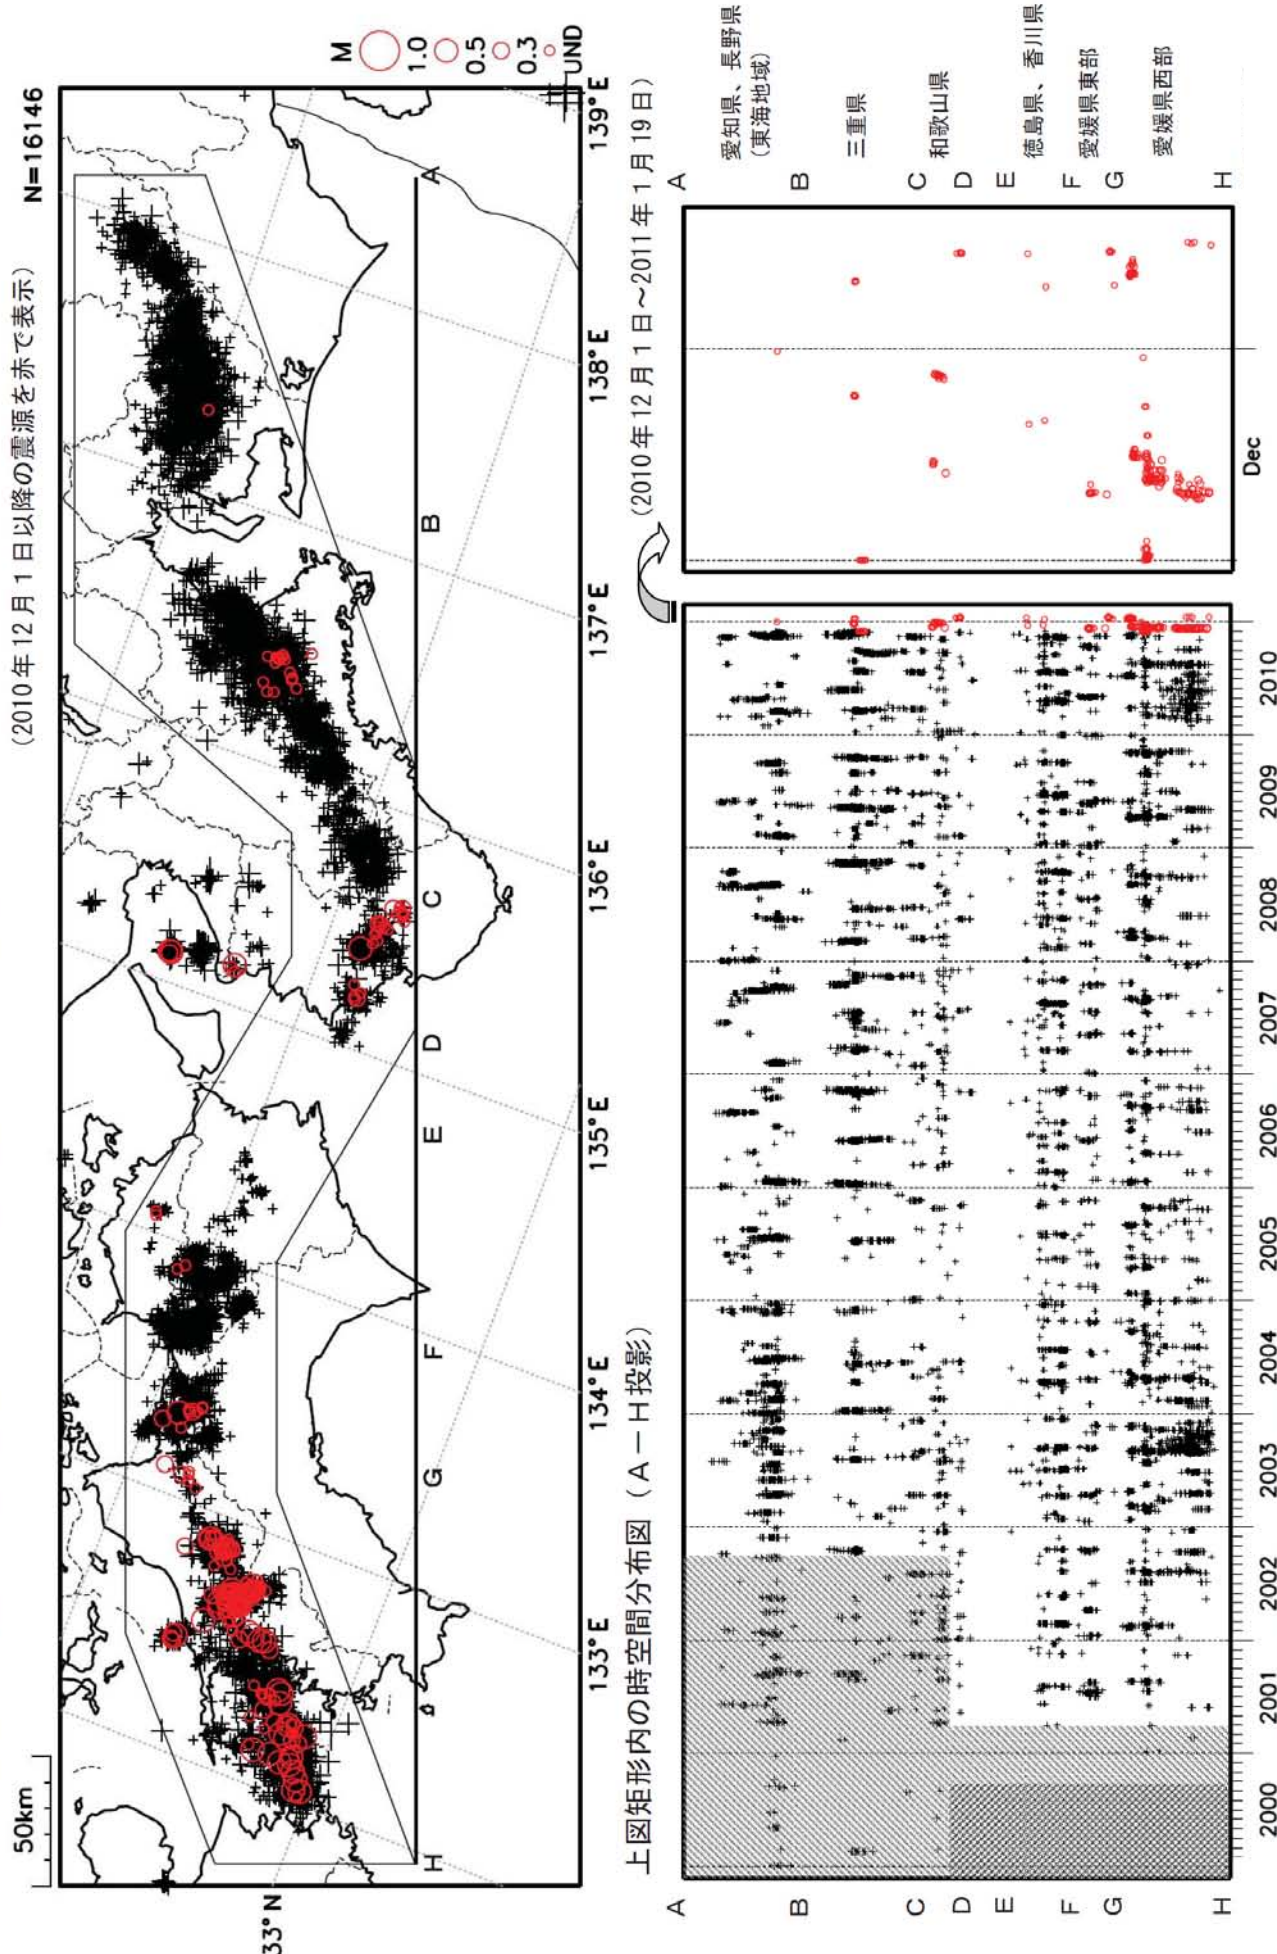 (2010年12月1日以降の震源を赤で表示)
N=16146
50km
33°N
133°E
134°E
135°E
136°E
137°E
138°E
139°E
H
G
F
E
D
C
B
A
M
1.0
0.5
0.3
UND
上図矩形内の時空間分布図(A-H投影)
(2010年12月1日~2011年1月19日)
A
B
C
D
E
F
G
H
2000
2001
2002
2003
2004
2005
2006
2007
2008
2009
2010
Dec
A
B
C
D
E
F
G
H
愛知県、長野県
(東海地域)
三重県
和歌山県
徳島県、香川県
愛媛県東部
愛媛県西部